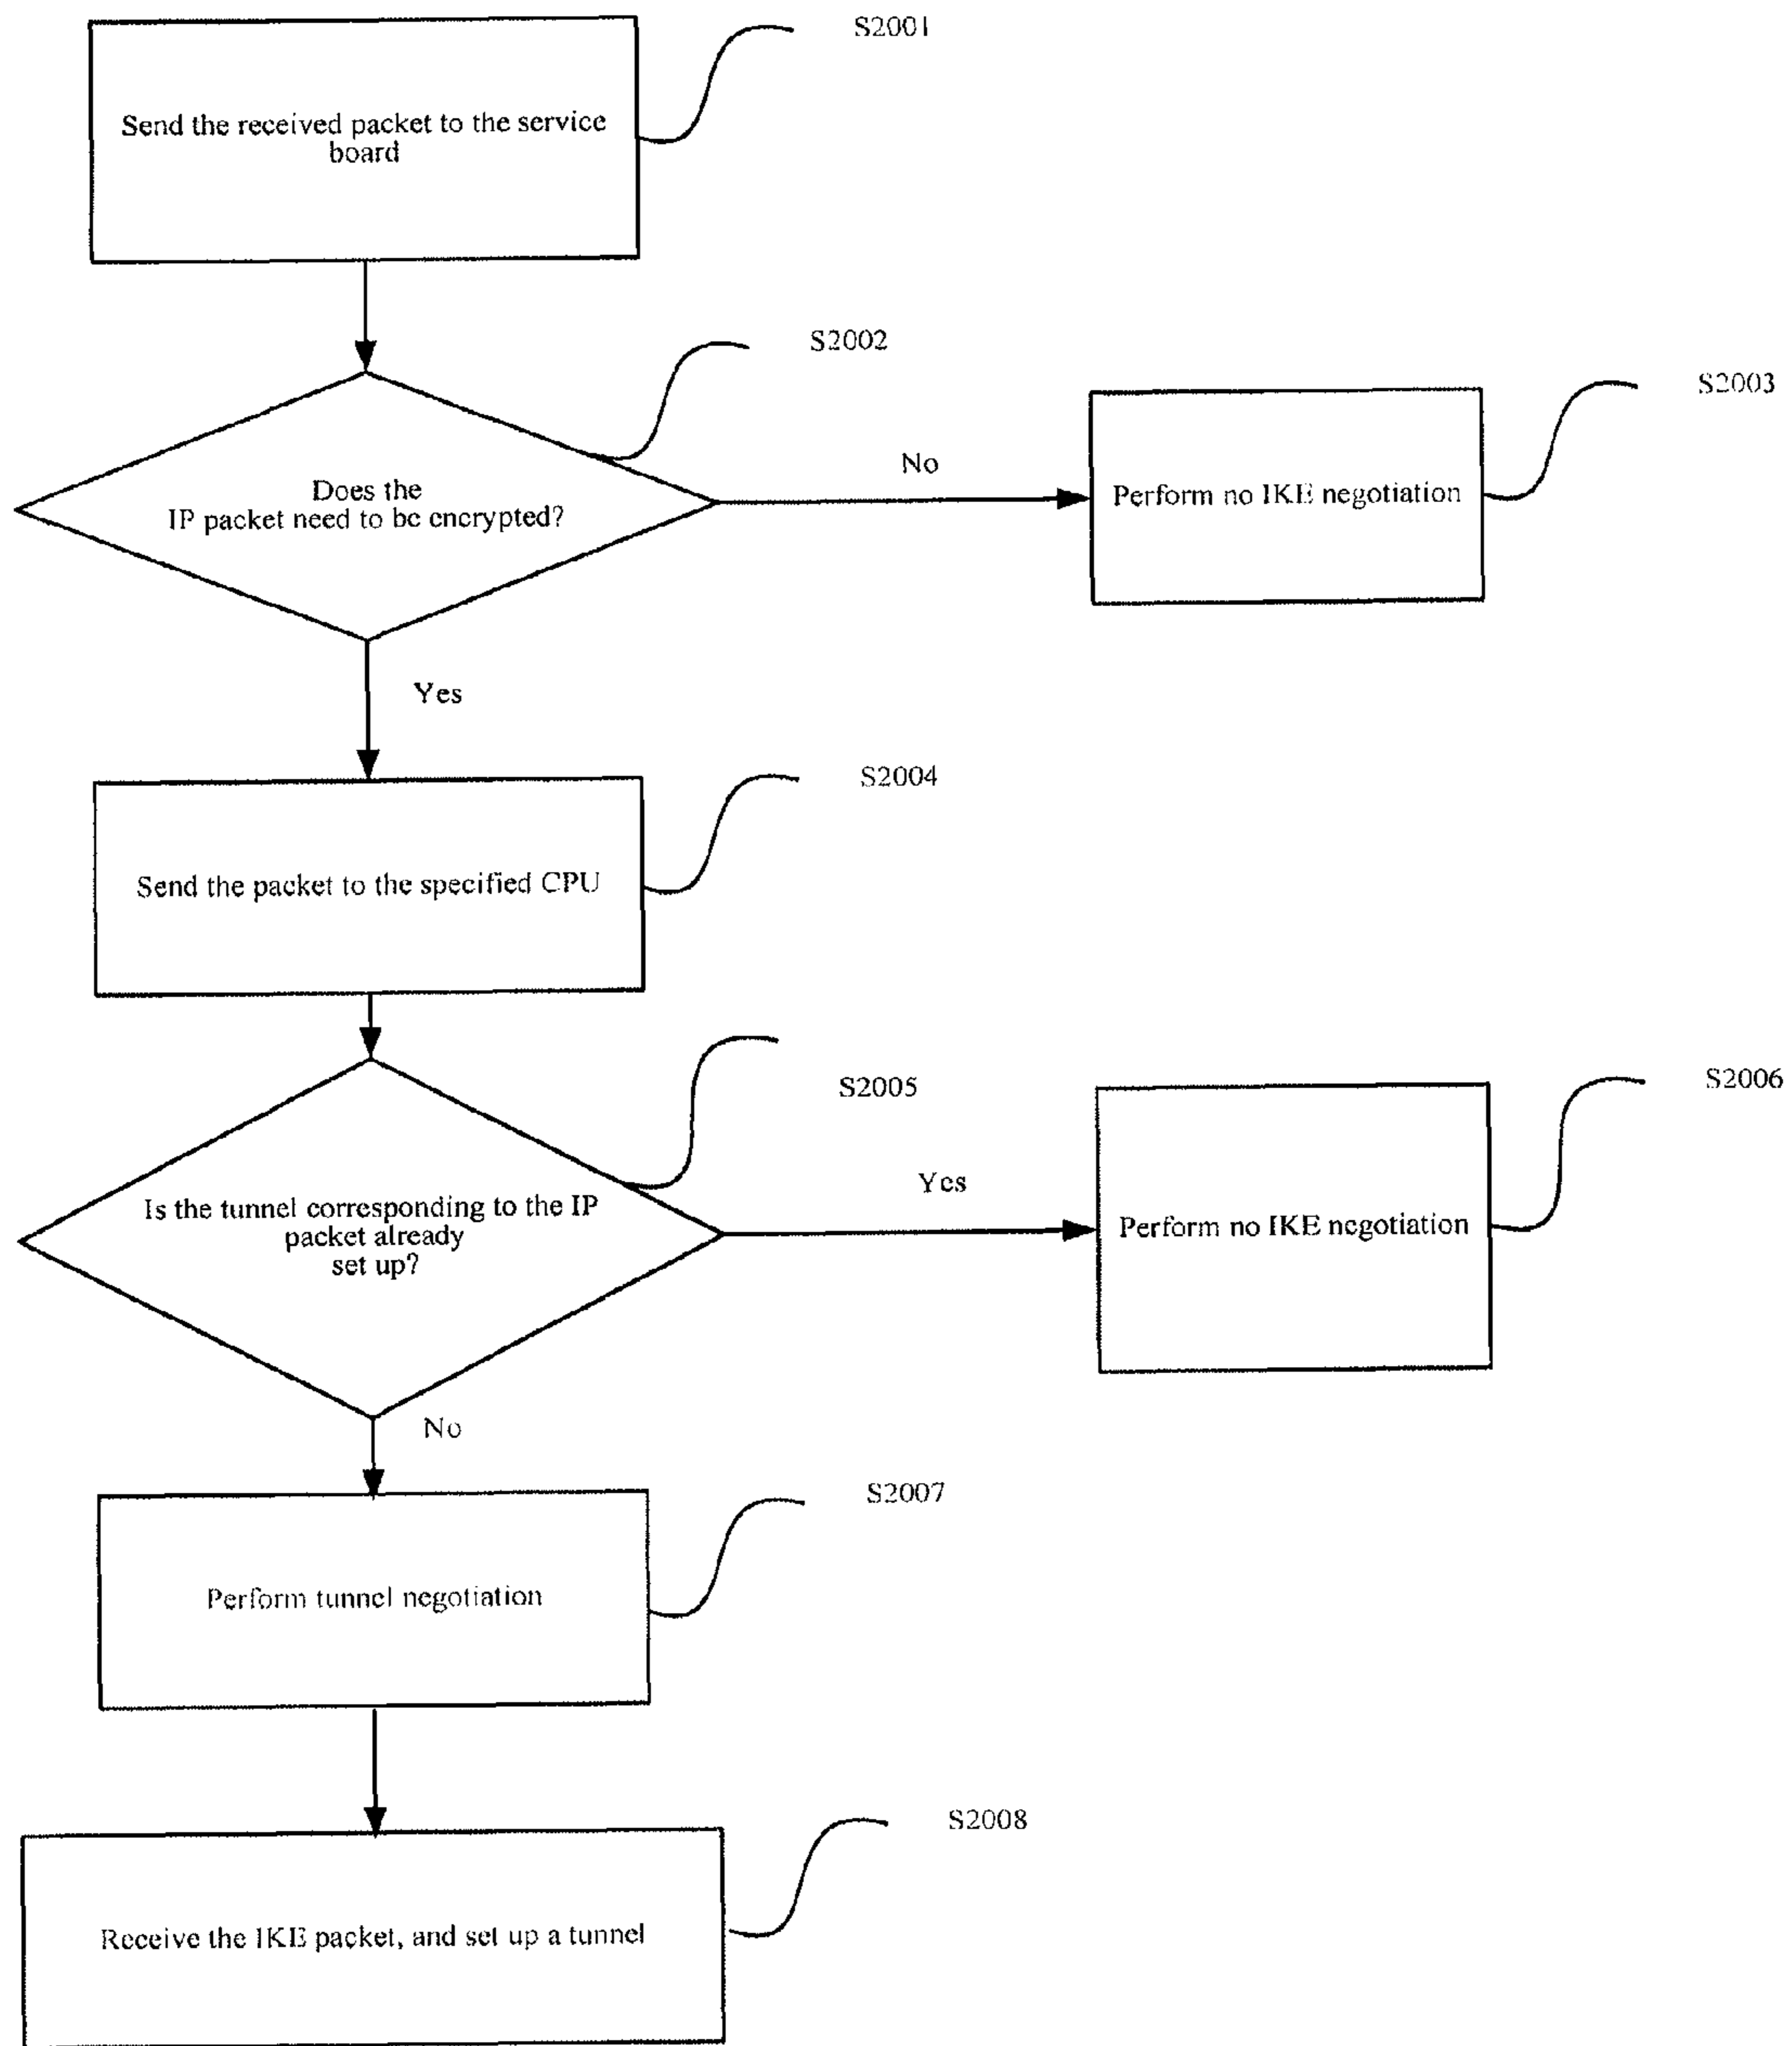 S2001
Send the received packet to the service
board
S2002
Does the
IP packet need to be encrypted?
No
Perform no IKE negotiation
S2003
Yes
S2004
Send the packet to the specified CPU
S2005
Is the tunnel corresponding to the IP
packet already
set up?
Yes
Perform no IKE negotiation
S2006
No
S2007
Perform tunnel negotiation
S2008
Receive the IKE packet, and set up a tunnel